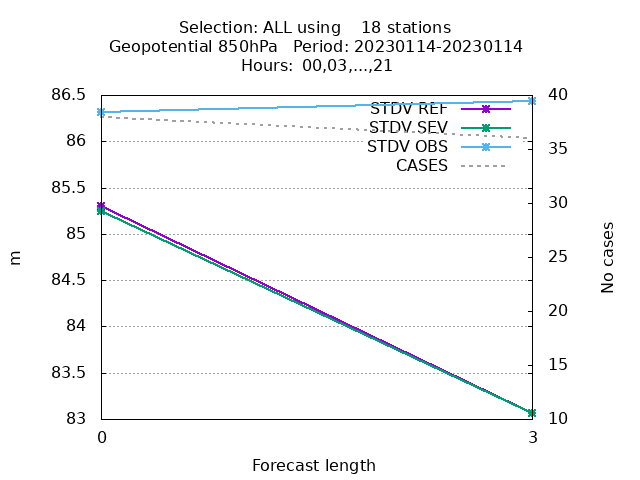 Selection: ALL using    18 stations
Geopotential 850hPa   Period: 20230114-20230114
Hours:  00,03,...,21
86.5
86
85.5
85
84.5
84
83.5
83
40
35
30
25
20
15
10
0
3
m
No cases
Forecast length
STDV REF
STDV SEV
STDV OBS
CASES